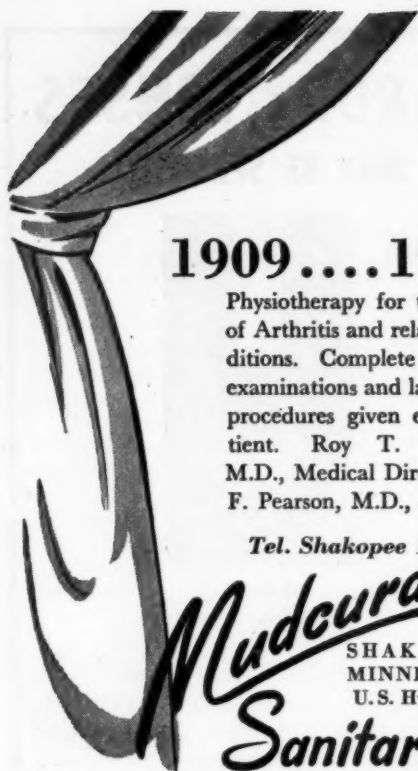 1909....1
Physiotherapy for
of Arthritis and rel
ditions. Complete
examinations and la
procedures given e
tient. Roy T.
M.D., Medical Dir
F. Pearson, M.D.,
Tel. Shakopee
Mudcura
SHAK
MINNE
U.S. H
Sanitar